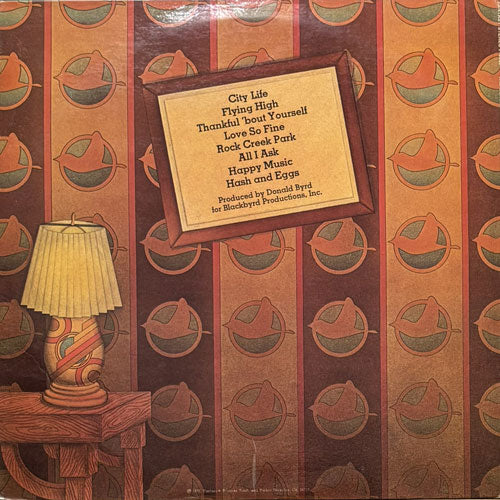 City Life
Flying High
Thankful 'bout Yourself
Love So Fine
Rock Creek Park
All I Ask
Happy Music
Hash and Eggs
Produced by Donald Byrd
for Blackbyrd Productions, Inc.